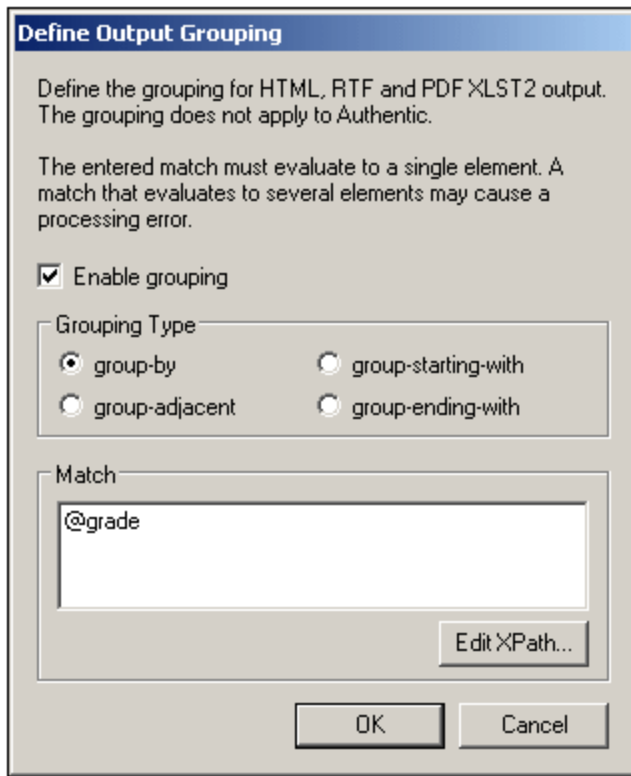 Define Output Grouping
Define the grouping for HTML, RTF and PDF XLST2 output.
The grouping does not apply to Authentic.
The entered match must evaluate to a single element. A
match that evaluates to several elements may cause a
processing error.
Enable grouping
Grouping Type
group-by
group-starting-with
group-adjacent
group-ending-with
Match
@grade
Edit XPath...
OK
Cancel